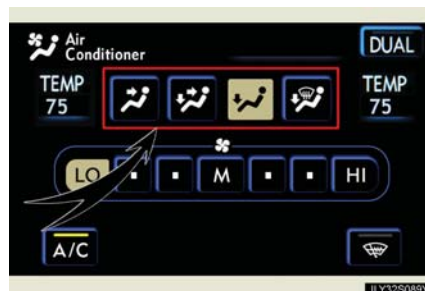 Air
Conditioner
DUAL
TEMP
75
TEMP
75
LO
M
HI
A/C